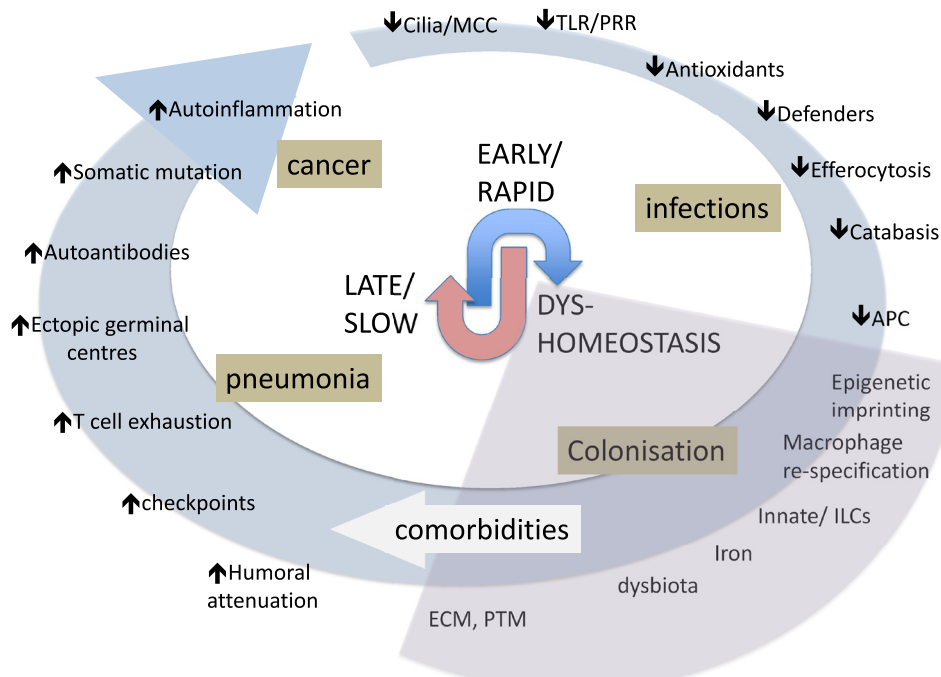 🡫Cilia/MCC
🡫TLR/PRR
🡫Antioxidants
🡫Defenders
🡫Efferocytosis
🡫Catabasis
🡫APC
Epigenetic
imprinting
Macrophage
re-specification
Innate/ ILCs
Iron
dysbiota
ECM, PTM
🡩Humoral
attenuation
🡩checkpoints
🡩T cell exhaustion
🡩Ectopic germinal
centres
🡩Autoantibodies
🡩Somatic mutation
🡩Autoinflammation
cancer
infections
pneumonia
Colonisation
comorbidities
EARLY/
RAPID
LATE/
SLOW
DYS-
HOMEOSTASIS